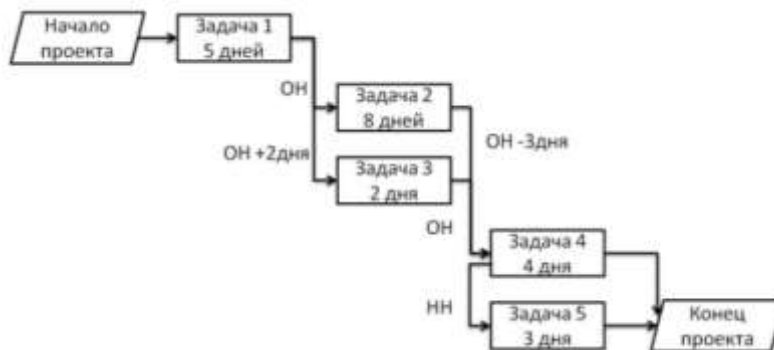 Начало
проекта
Задача 1
5 дней
ОН
Задача 2
8 дней
ОН -3дня
ОН +2дня
Задача 3
2 дня
ОН
Задача 4
4 дня
НН
Задача 5
3 дня
Конец
проекта